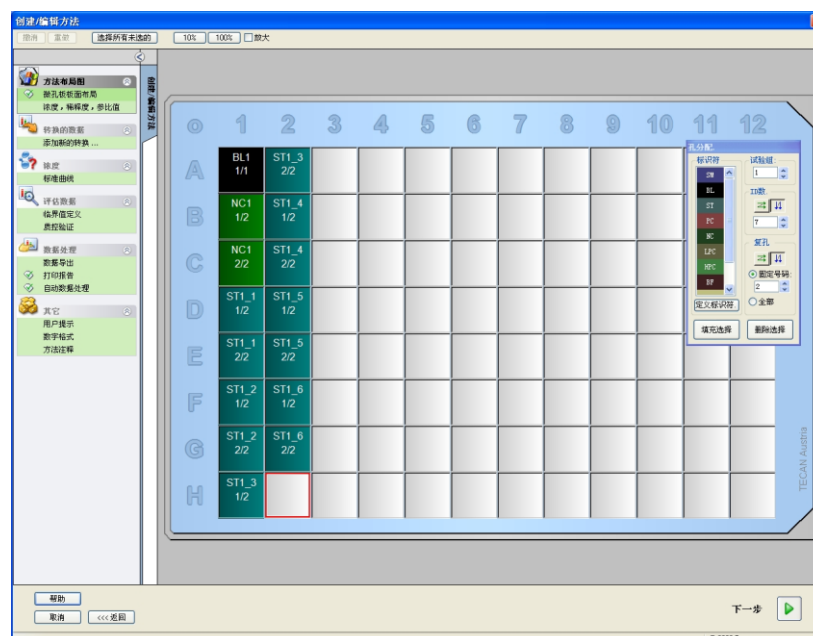 创建/编辑方法
撤消 重做 选择所有未选的 10% 100% 放大
方法布局图
微孔板板面布局
浓度，稀释度，参比值
转换的数据
添加新的转换 ...
浓度
标准曲线
评估数据
临界值定义
质控验证
数据处理
数据导出
打印报告
自动数据处理
其它
用户提示
数字格式
方法注释
创建/编辑方法
1 2 3 4 5 6 7 8 9 10 11 12
A BL1 1/1 ST1_3 2/2
B NC1 1/2 ST1_4 1/2
C NC1 2/2 ST1_4 2/2
D ST1_1 1/2 ST1_5 1/2
E ST1_1 2/2 ST1_5 2/2
F ST1_2 1/2 ST1_6 1/2
G ST1_2 2/2 ST1_6 2/2
H ST1_3 1/2
孔分配
标识符
SM
BL
ST
PC
NC
LPC
HPC
BF
定义标识符
试验组:
1
ID数:
7
复孔
固定号码:
2
全部
填充选择 删除选择
TECAN Austria
帮助
取消 <<< 返回
下一步